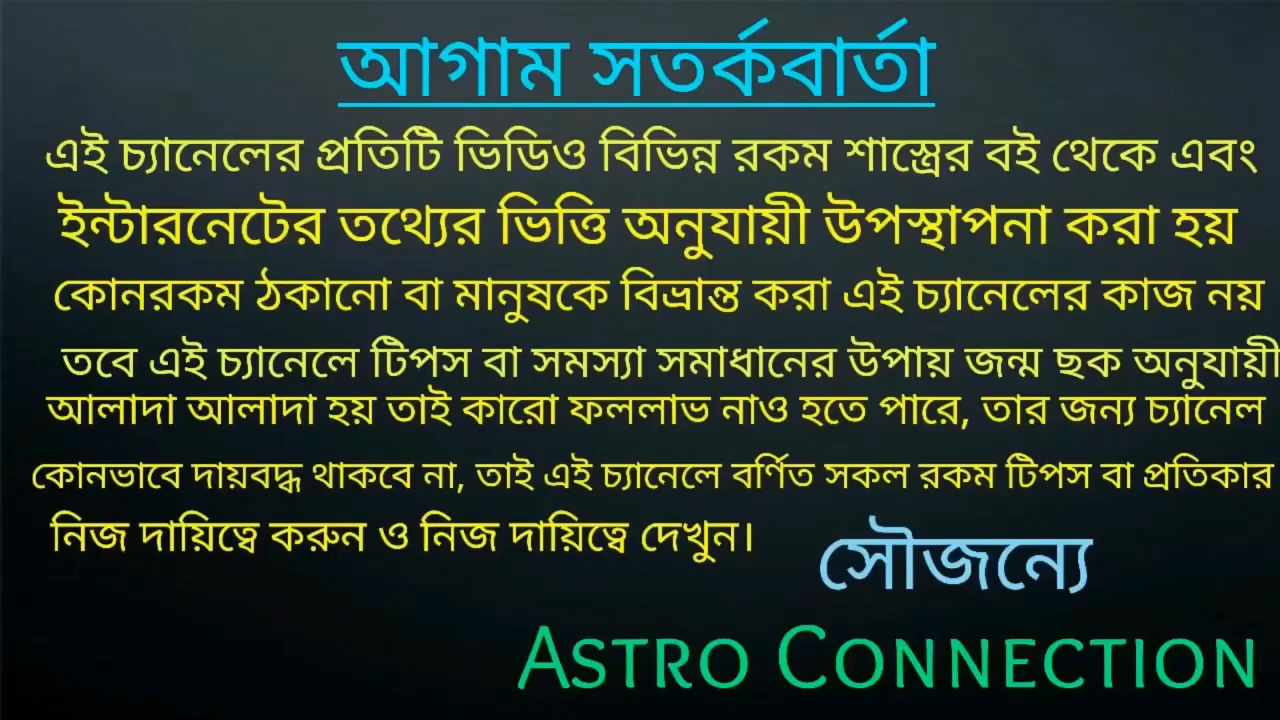 আগাম সতর্কবার্তা
এই চ্যানেলের প্রতিটি ভিডিও বিভিন্ন রকম শাস্ত্রের বই থেকে এবং
ইন্টারনেটের তথ্যের ভিত্তি অনুযায়ী উপস্থাপনা করা হয়
কোনরকম ঠকানো বা মানুষকে বিভ্রান্ত করা এই চ্যানেলের কাজ নয়
তবে এই চ্যানেলে টিপস বা সমস্যা সমাধানের উপায় জন্ম ছক অনুযায়ী
আলাদা আলাদা হয় তাই কারো ফললাভ নাও হতে পারে, তার জন্য চ্যানেল
কোনভাবে দায়বদ্ধ থাকবে না, তাই এই চ্যানেলে বর্ণিত সকল রকম টিপস বা প্রতিকার
নিজ দায়িত্বে করুন ও নিজ দায়িত্বে দেখুন।
সৌজন্যে
ASTRO CONNECTION